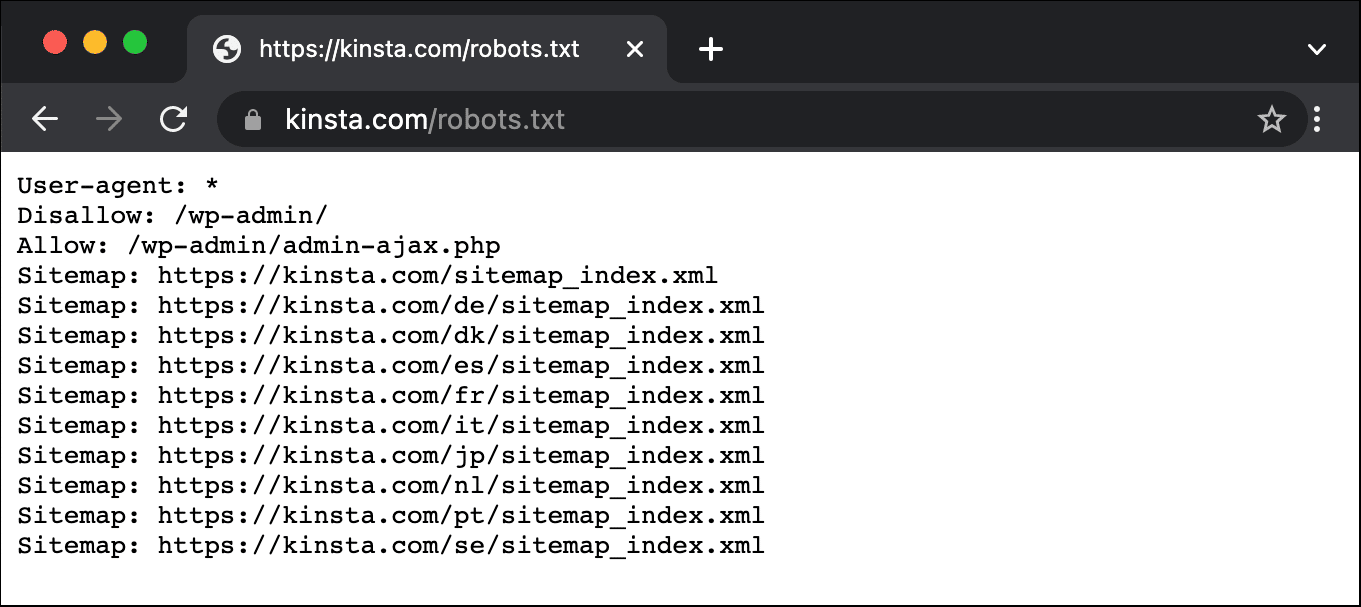 https://kinsta.com/robots.txt
kinsta.com/robots.txt
User-agent: *
Disallow: /wp-admin/
Allow: /wp-admin/admin-ajax.php
Sitemap: https://kinsta.com/sitemap_index.xml
Sitemap: https://kinsta.com/de/sitemap_index.xml
Sitemap: https://kinsta.com/dk/sitemap_index.xml
Sitemap: https://kinsta.com/es/sitemap_index.xml
Sitemap: https://kinsta.com/fr/sitemap_index.xml
Sitemap: https://kinsta.com/it/sitemap_index.xml
Sitemap: https://kinsta.com/jp/sitemap_index.xml
Sitemap: https://kinsta.com/nl/sitemap_index.xml
Sitemap: https://kinsta.com/pt/sitemap_index.xml
Sitemap: https://kinsta.com/se/sitemap_index.xml